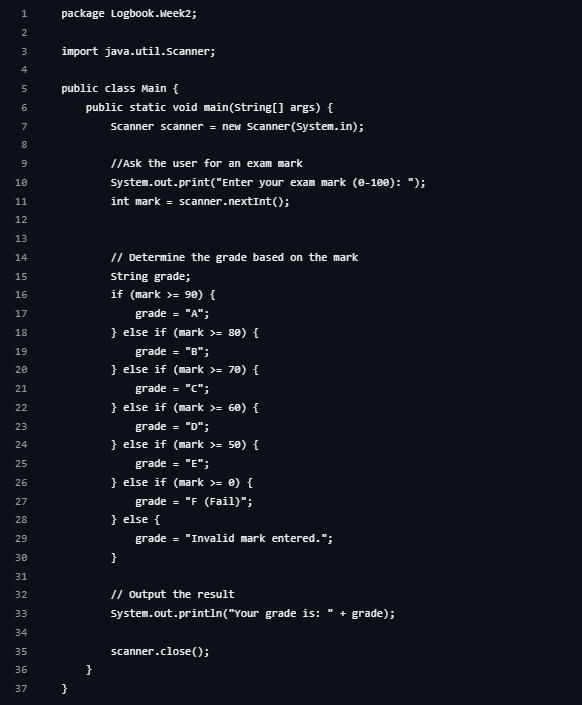 1 package Logbook.Week2;
2
3 import java.util.Scanner;
4
5 public class Main {
6     public static void main(String[] args) {
7         Scanner scanner = new Scanner(System.in);
8
9         //Ask the user for an exam mark
10         System.out.print("Enter your exam mark (0-100): ");
11         int mark = scanner.nextInt();
12
13
14         // Determine the grade based on the mark
15         String grade;
16         if (mark >= 90) {
17             grade = "A";
18         } else if (mark >= 80) {
19             grade = "B";
20         } else if (mark >= 70) {
21             grade = "C";
22         } else if (mark >= 60) {
23             grade = "D";
24         } else if (mark >= 50) {
25             grade = "E";
26         } else if (mark >= 0) {
27             grade = "F (Fail)";
28         } else {
29             grade = "Invalid mark entered.";
30         }
31
32         // Output the result
33         System.out.println("Your grade is: " + grade);
34
35         scanner.close();
36     }
37 }